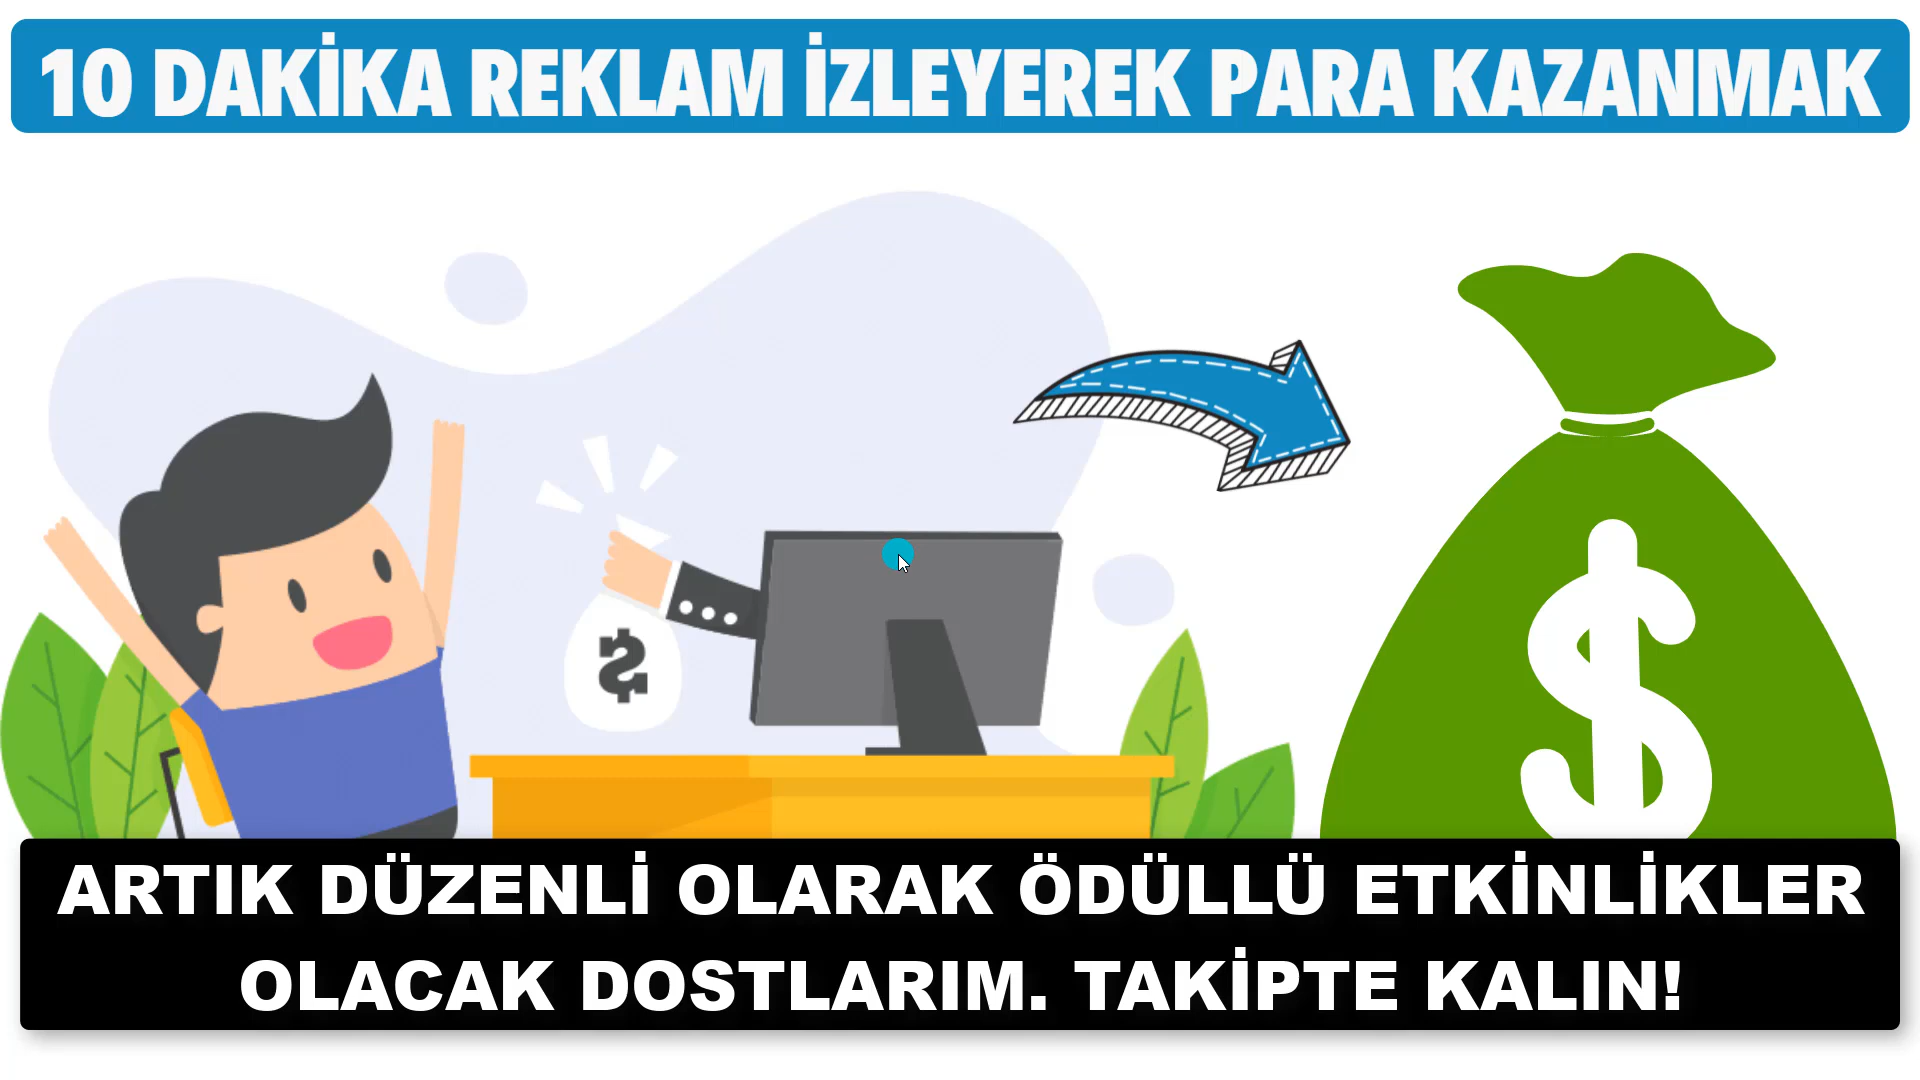 10 DAKİKA REKLAM İZLEYEREK PARA KAZANMAK
$
$
ARTIK DÜZENLİ OLARAK ÖDÜLLÜ ETKİNLİKLER
OLACAK DOSTLARIM. TAKİPTE KALIN!